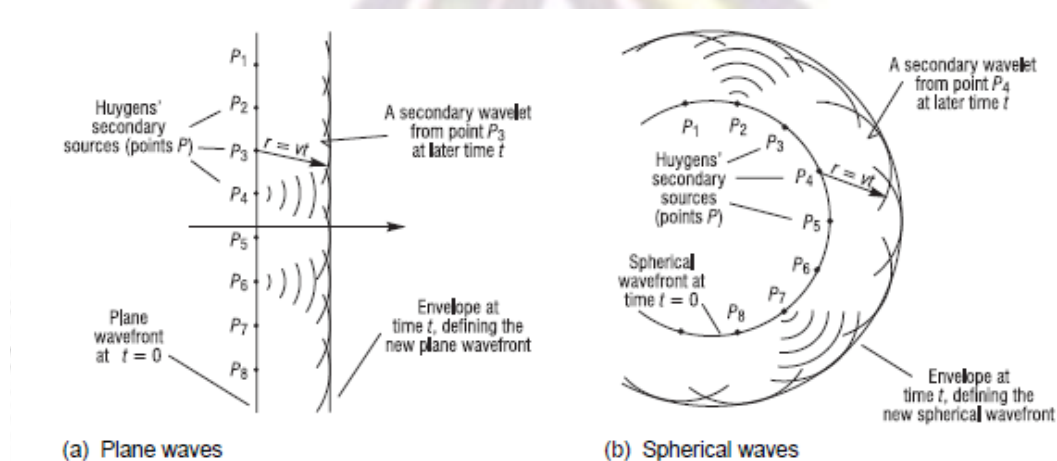 P1
P2
P3
P4
P5
P6
P7
P8
Huygens'
secondary
sources (points P)
r = vt
A secondary wavelet
from point P3
at later time t
Plane
wavefront
at t = 0
Envelope at
time t, defining the
new plane wavefront
(a) Plane waves
P1
P2
P3
P4
P5
P6
P7
P8
Huygens'
secondary
sources
(points P)
r = vt
A secondary wavelet
from point P4
at later time t
Spherical
wavefront at
time t = 0
Envelope at
time t, defining the
new spherical wavefront
(b) Spherical waves